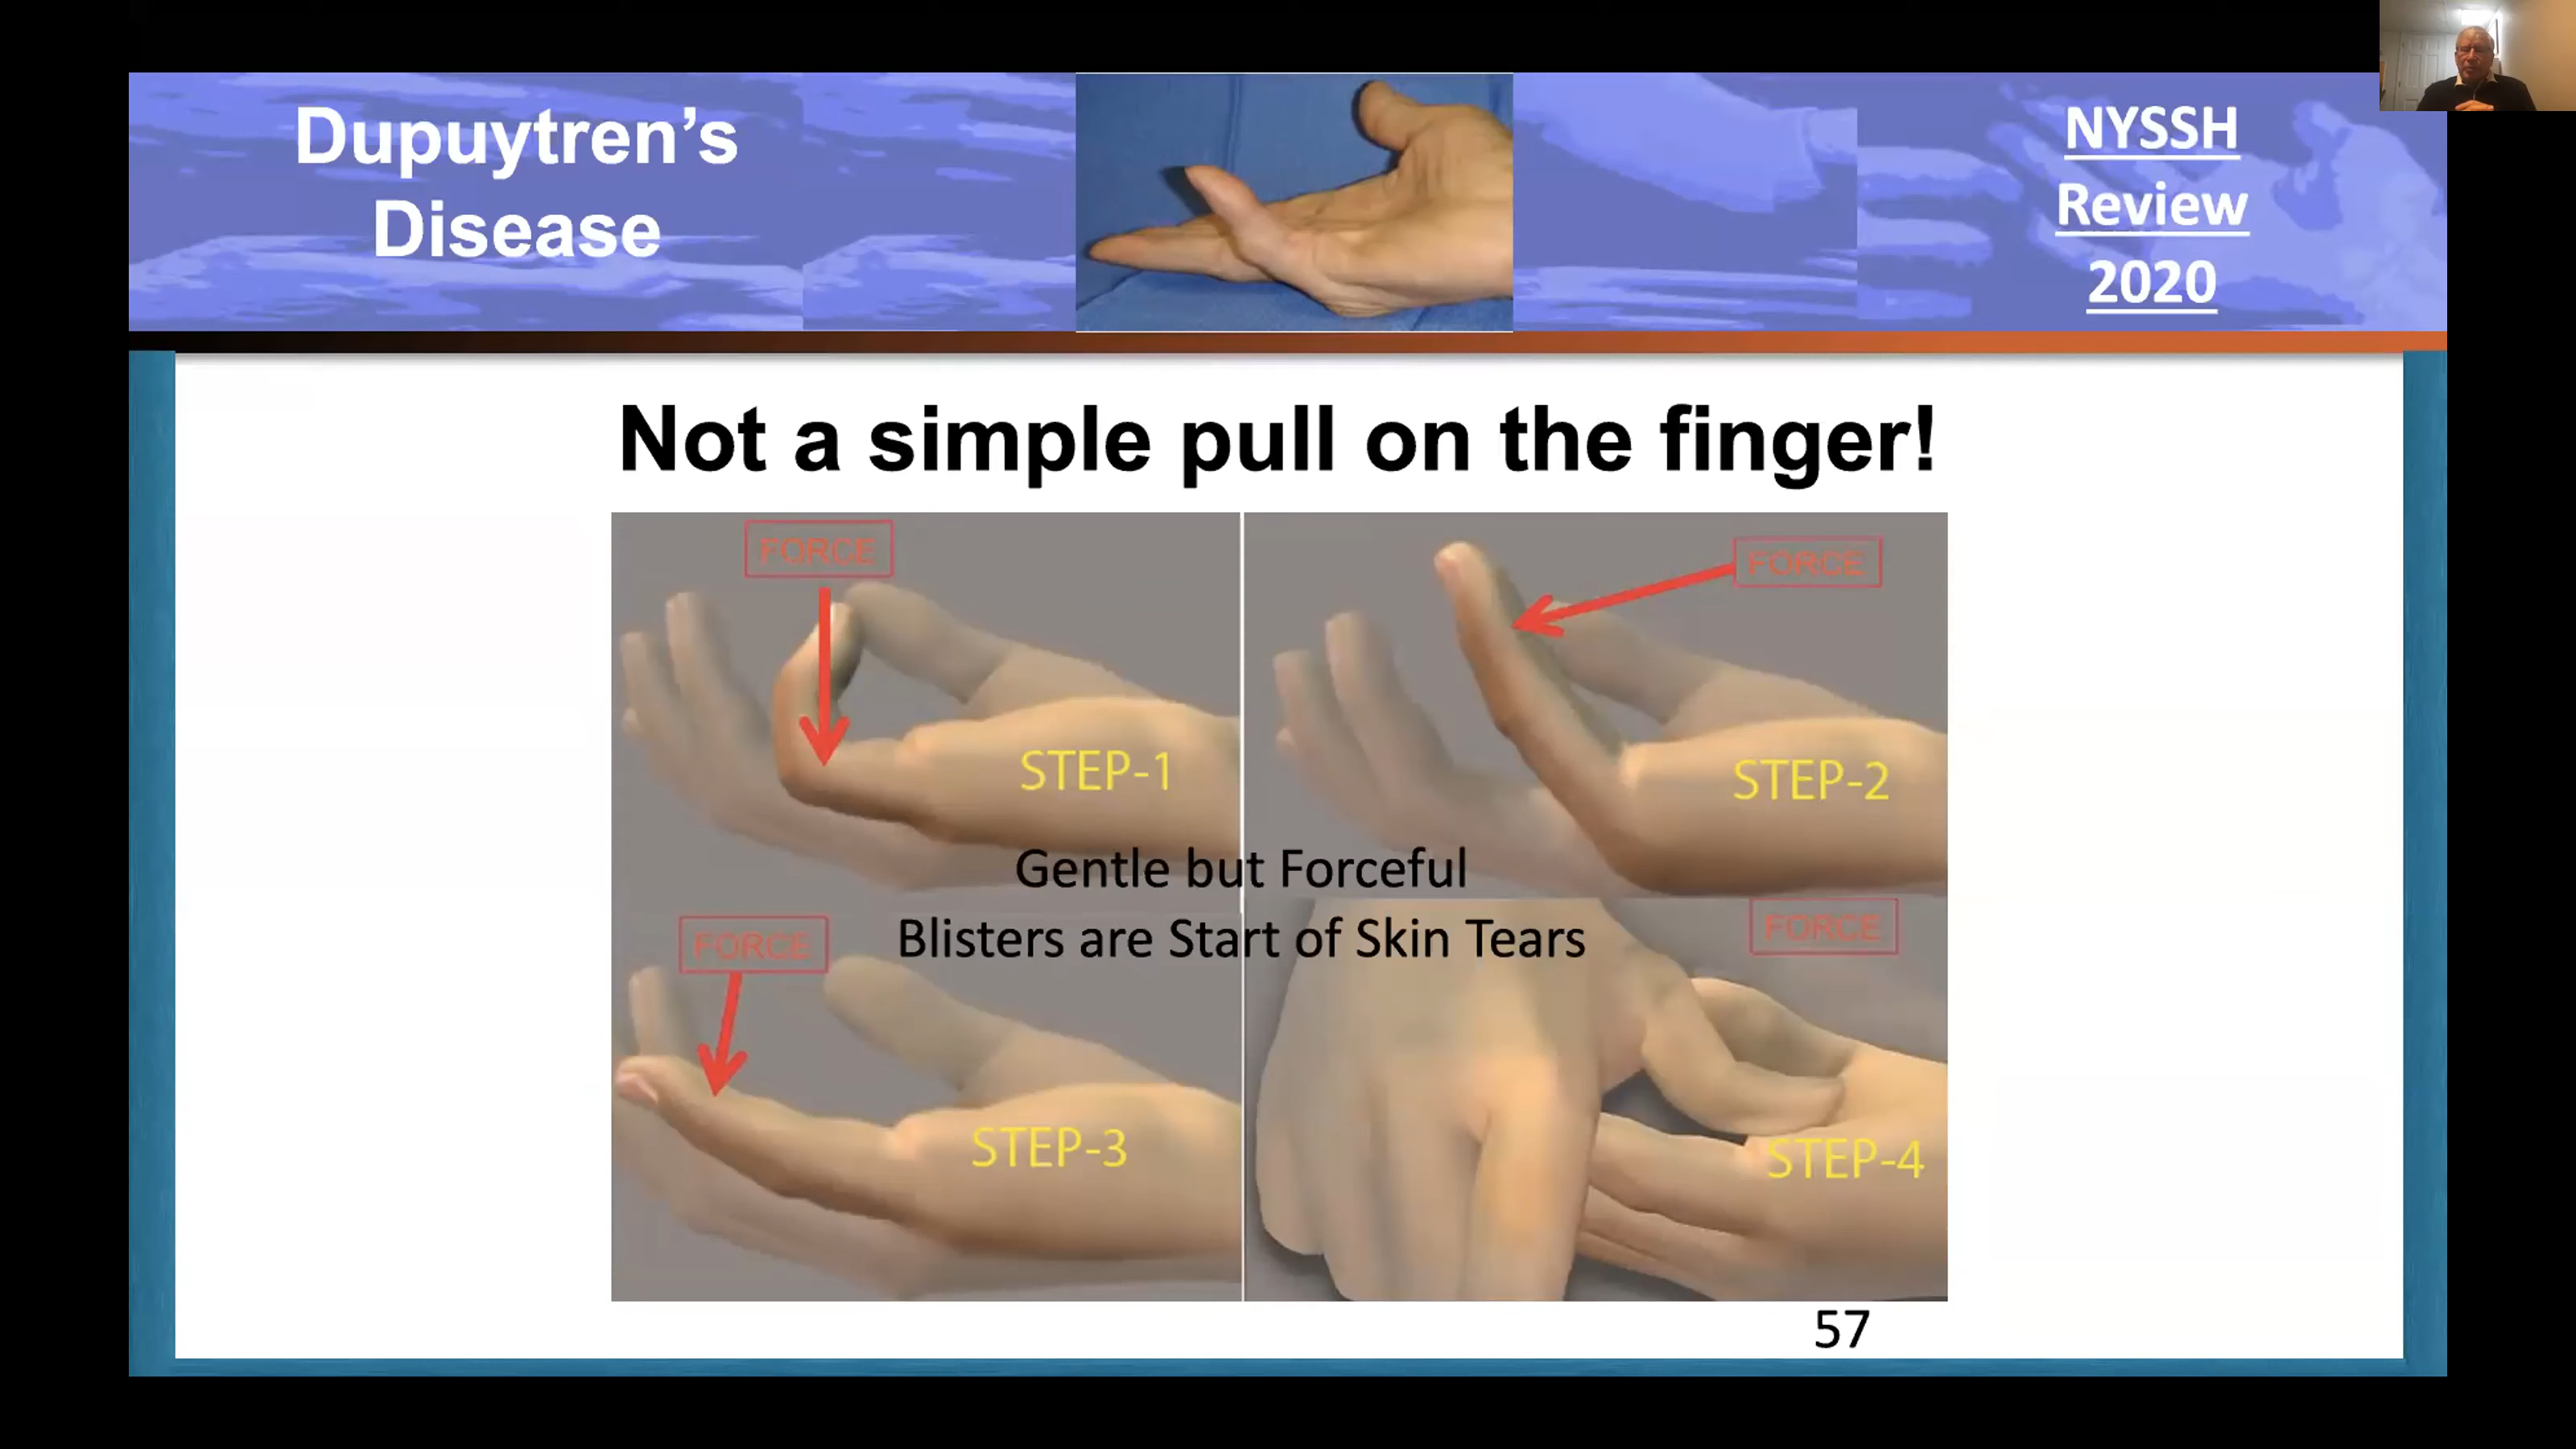 Dupuytren's
Disease
NYSSH
Review
2020
Not a simple pull on the finger!
FORCE
FORCE
STEP-1
STEP-2
Gentle but Forceful
Blisters are Start of Skin Tears
FORCE
FORCE
STEP-3
STEP-4
57